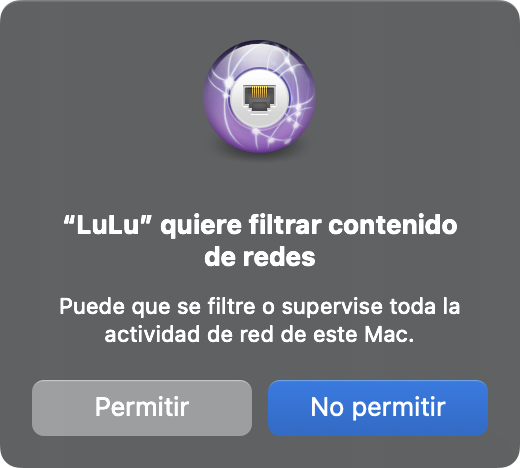 “LuLu” quiere filtrar contenido
de redes
Puede que se filtre o supervise toda la
actividad de red de este Mac.
Permitir
No permitir